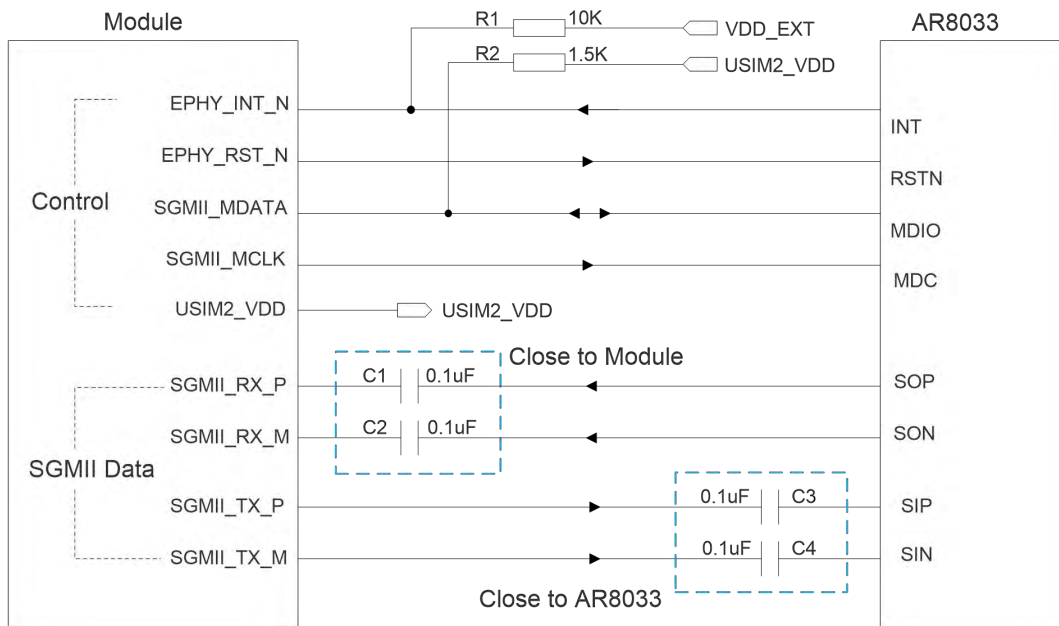 Module
AR8033
R1 10K VDD_EXT
R2 1.5K USIM2_VDD
EPHY_INT_N INT
EPHY_RST_N RSTN
Control
SGMII_MDATA MDIO
SGMII_MCLK MDC
USIM2_VDD USIM2_VDD
Close to Module
SGMII_RX_P C1 0.1uF SOP
SGMII_RX_M C2 0.1uF SON
SGMII Data
SGMII_TX_P 0.1uF C3 SIP
SGMII_TX_M 0.1uF C4 SIN
Close to AR8033